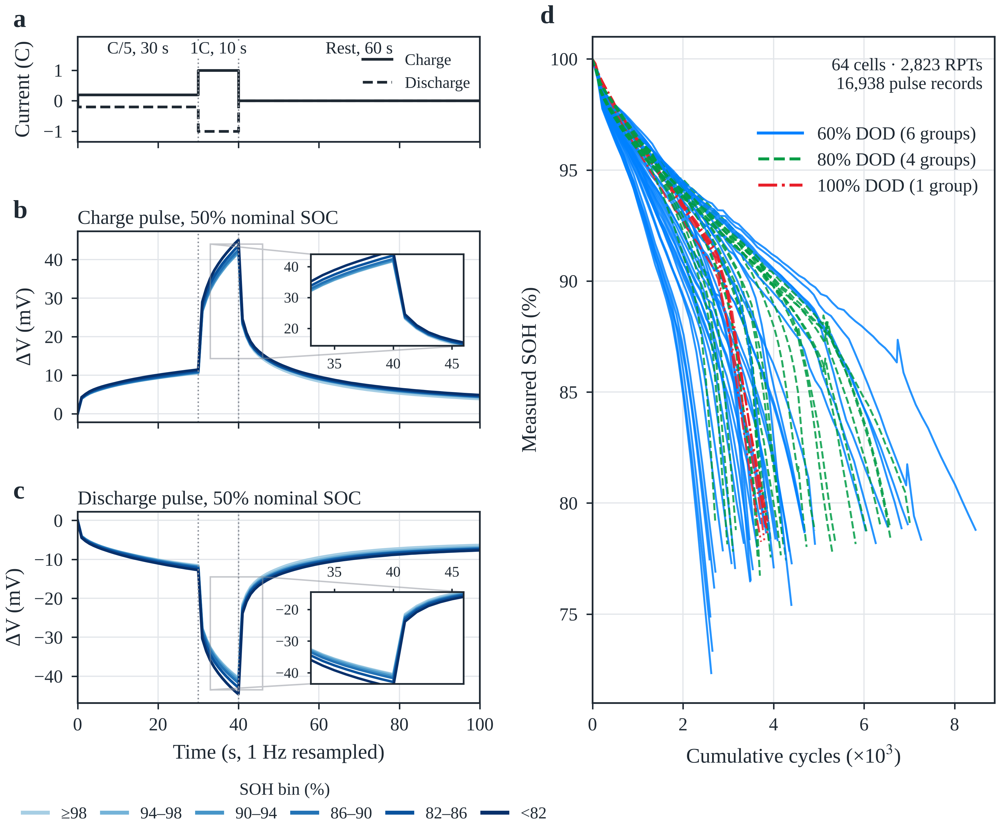 a
Current (C)
C/5, 30 s
1C, 10 s
Rest, 60 s
Charge
Discharge
1
0
−1
b
Charge pulse, 50% nominal SOC
ΔV (mV)
40
30
20
10
0
40
30
20
35 40 45
c
Discharge pulse, 50% nominal SOC
ΔV (mV)
0
−10
−20
−30
−40
35 40 45
−20
−30
−40
0 20 40 60 80 100
Time (s, 1 Hz resampled)
SOH bin (%)
≥98 94–98 90–94 86–90 82–86 <82
d
Measured SOH (%)
100
95
90
85
80
75
64 cells · 2,823 RPTs
16,938 pulse records
60% DOD (6 groups)
80% DOD (4 groups)
100% DOD (1 group)
0 2 4 6 8
Cumulative cycles (×10³)